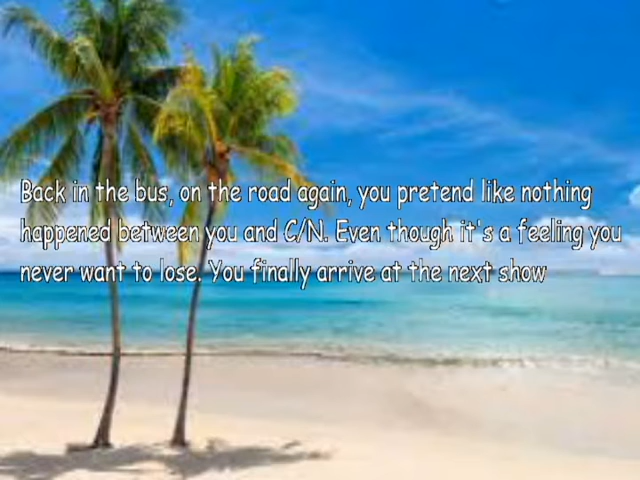 Back in the bus, on the road again, you pretend like nothing
happened between you and C/N. Even though it's a feeling you
never want to lose. You finally arrive at the next show